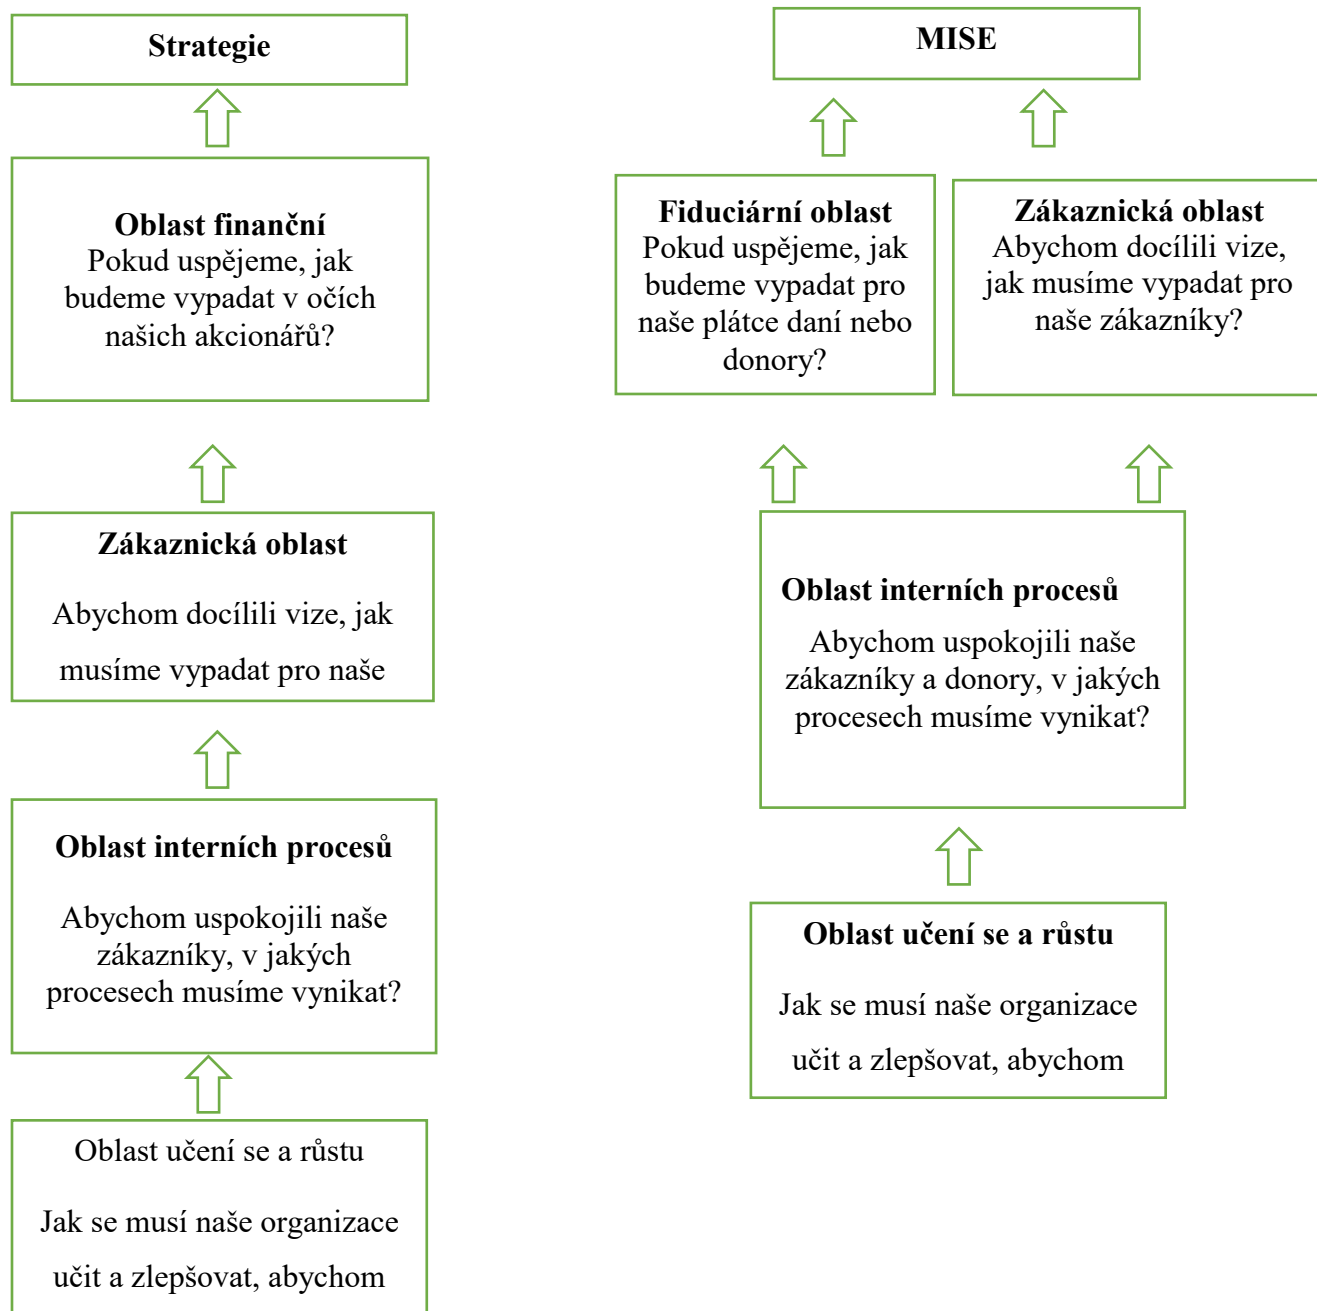 Strategie
Oblast finanční
Pokud uspějeme, jak
budeme vypadat v očích
našich akcionářů?
Zákaznická oblast
Abychom docílili vize, jak
musíme vypadat pro naše
Oblast interních procesů
Abychom uspokojili naše
zákazníky, v jakých
procesech musíme vynikat?
Oblast učení se a růstu
Jak se musí naše organizace
učit a zlepšovat, abychom
MISE
Fiduciární oblast
Pokud uspějeme, jak
budeme vypadat pro
naše plátce daní nebo
donory?
Zákaznická oblast
Abychom docílili vize,
jak musíme vypadat pro
naše zákazníky?
Oblast interních procesů
Abychom uspokojili naše
zákazníky a donory, v jakých
procesech musíme vynikat?
Oblast učení se a růstu
Jak se musí naše organizace
učit a zlepšovat, abychom